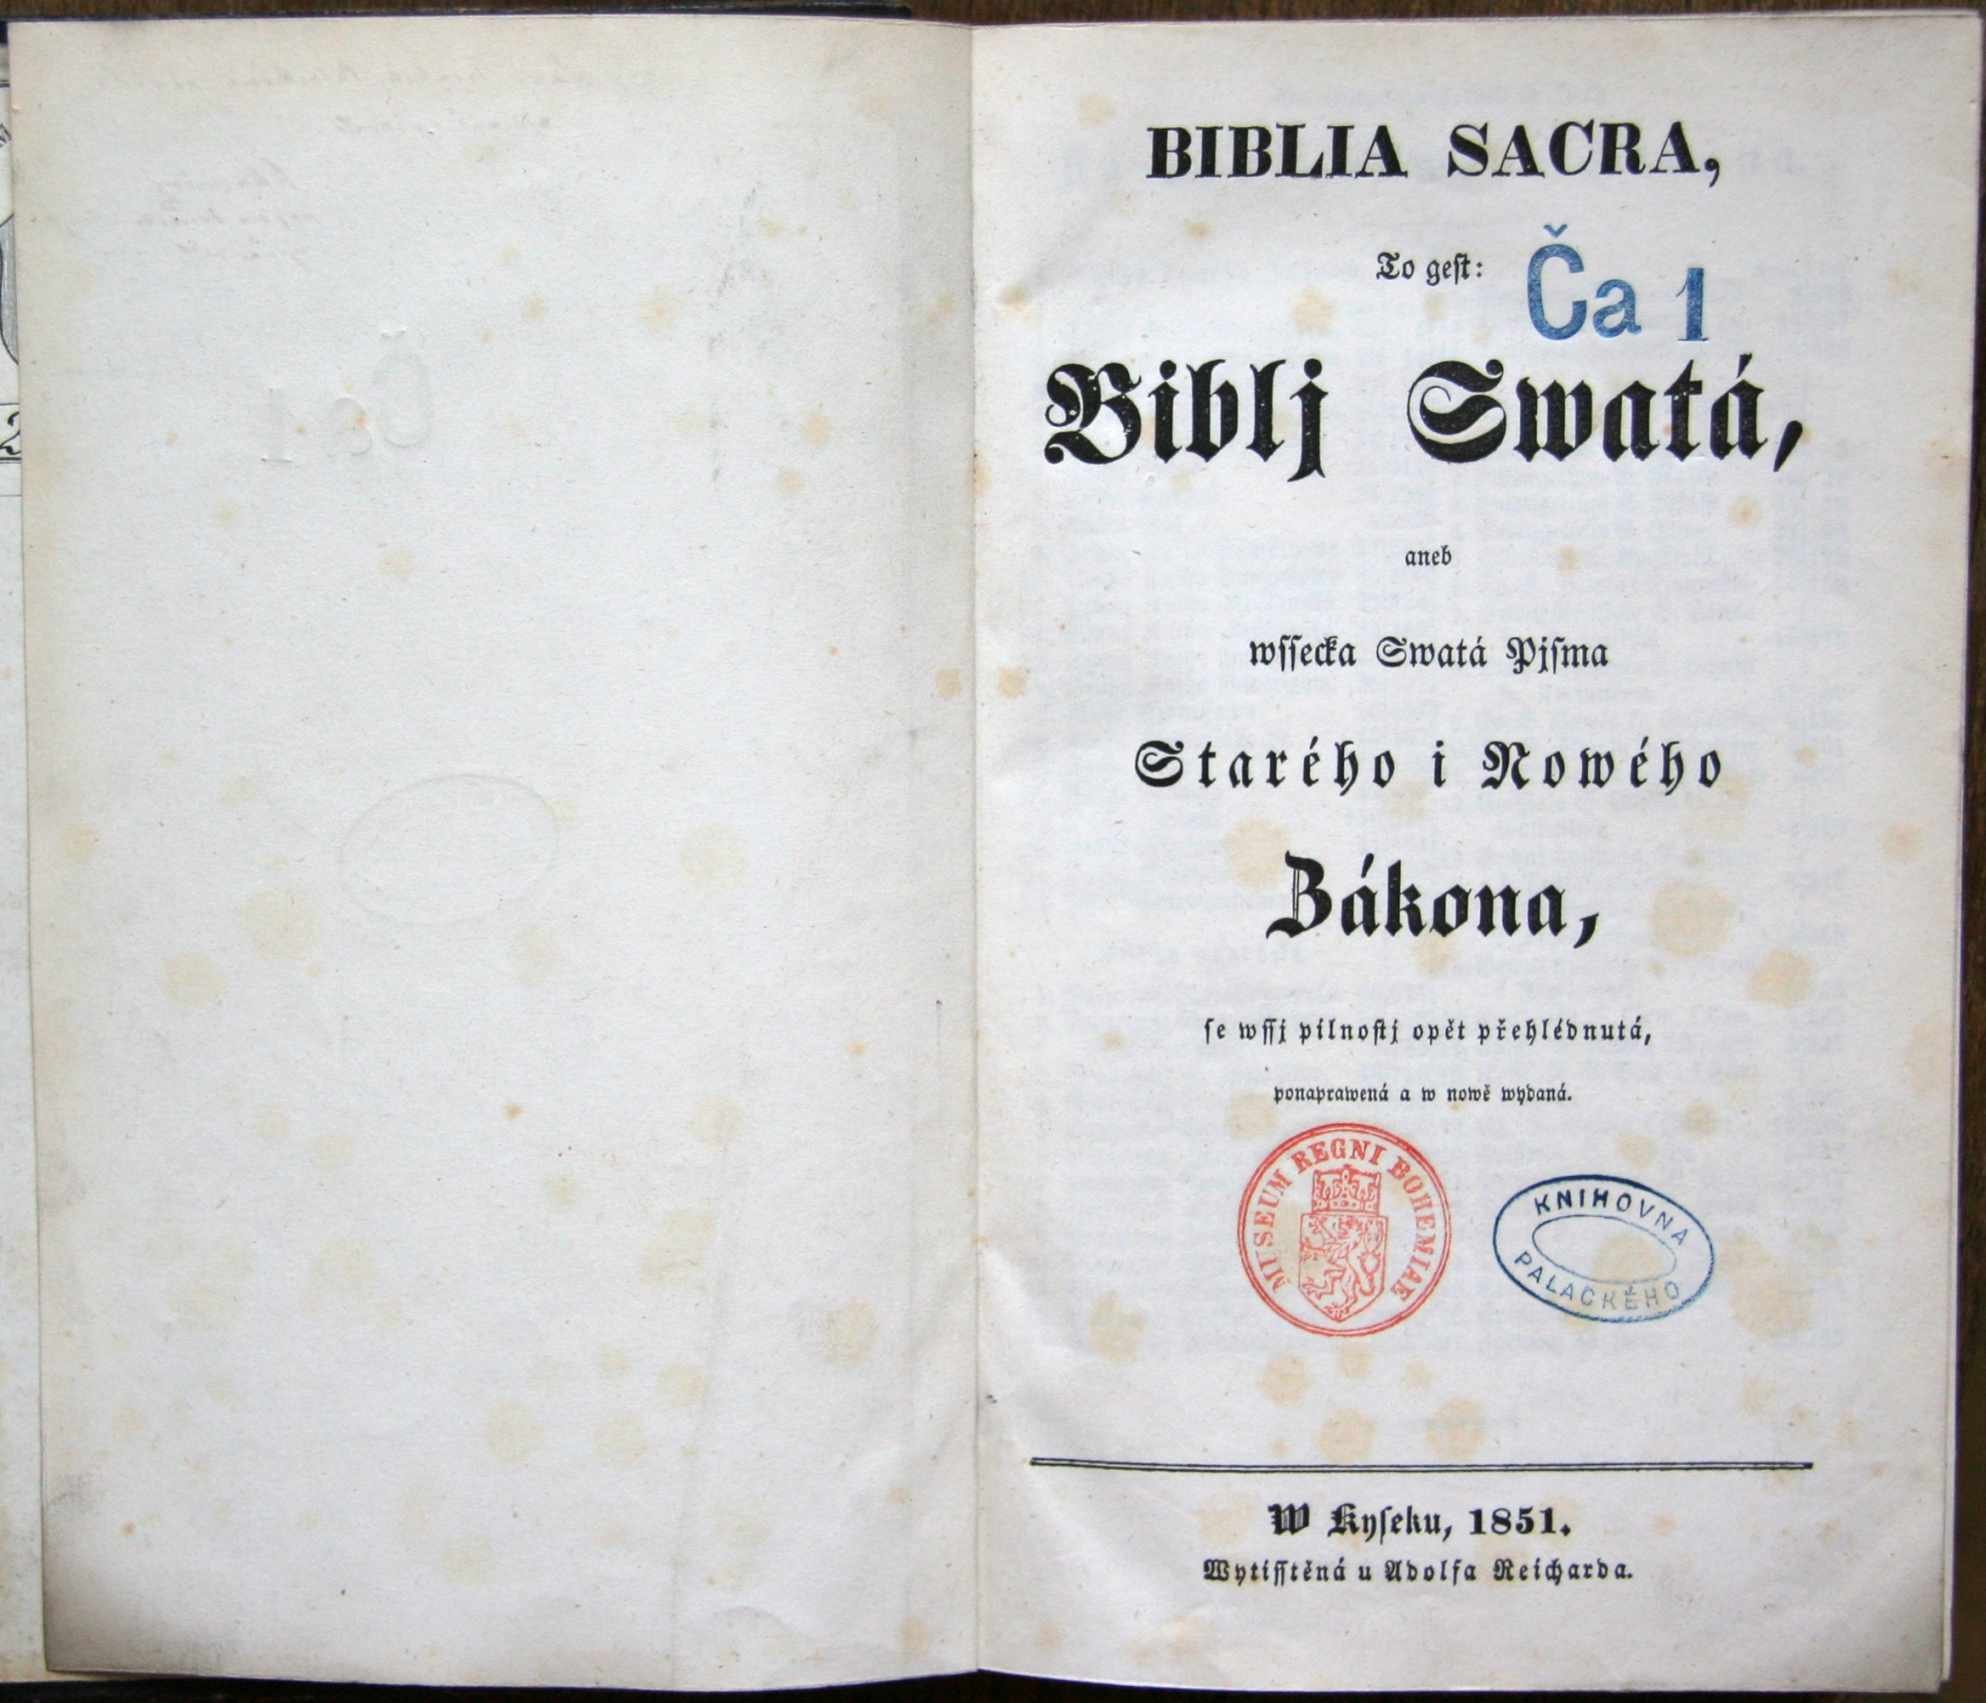 BIBLIA SACRA,
To geſt:
Ča 1
Biblj Swatá,
aneb
wſſecka Swatá Pjſma
Starého i Nowého
Zákona,
ſe wſſj pilnoſtj opět přehlédnutá,
ponaprawená a w nowě wydaná.
MUSEUM REGNI BOHEMIAE
KNIHOVNA
PALACKÉHO
W Kyſeku, 1851.
Wytiſſtěná u Adolfa Reicharda.
2